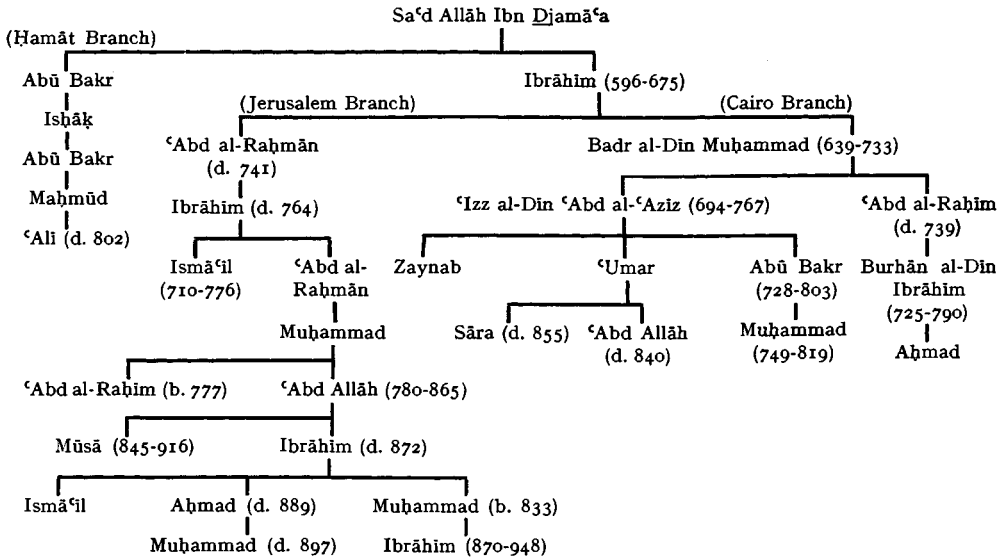 Saʿd Allāh Ibn Djamāʿa
(Ḥamāt Branch)
Abū Bakr
Ibrāhīm (596-675)
(Jerusalem Branch)
(Cairo Branch)
Isḥāḳ
ʿAbd al-Raḥmān
(d. 741)
Badr al-Dīn Muḥammad (639-733)
Abū Bakr
Maḥmūd
Ibrāhīm (d. 764)
ʿIzz al-Dīn ʿAbd al-ʿAzīz (694-767)
ʿAbd al-Raḥīm
(d. 739)
ʿAlī (d. 802)
Ismāʿīl
(710-776)
ʿAbd al-
Raḥmān
Zaynab
ʿUmar
Abū Bakr
(728-803)
Burhān al-Dīn
Ibrāhīm
(725-790)
Muḥammad
Sāra (d. 855)
ʿAbd Allāh
(d. 840)
Muḥammad
(749-819)
Aḥmad
ʿAbd al-Raḥīm (b. 777)
ʿAbd Allāh (780-865)
Mūsā (845-916)
Ibrāhīm (d. 872)
Ismāʿīl
Aḥmad (d. 889)
Muḥammad (b. 833)
Muḥammad (d. 897)
Ibrāhīm (870-948)